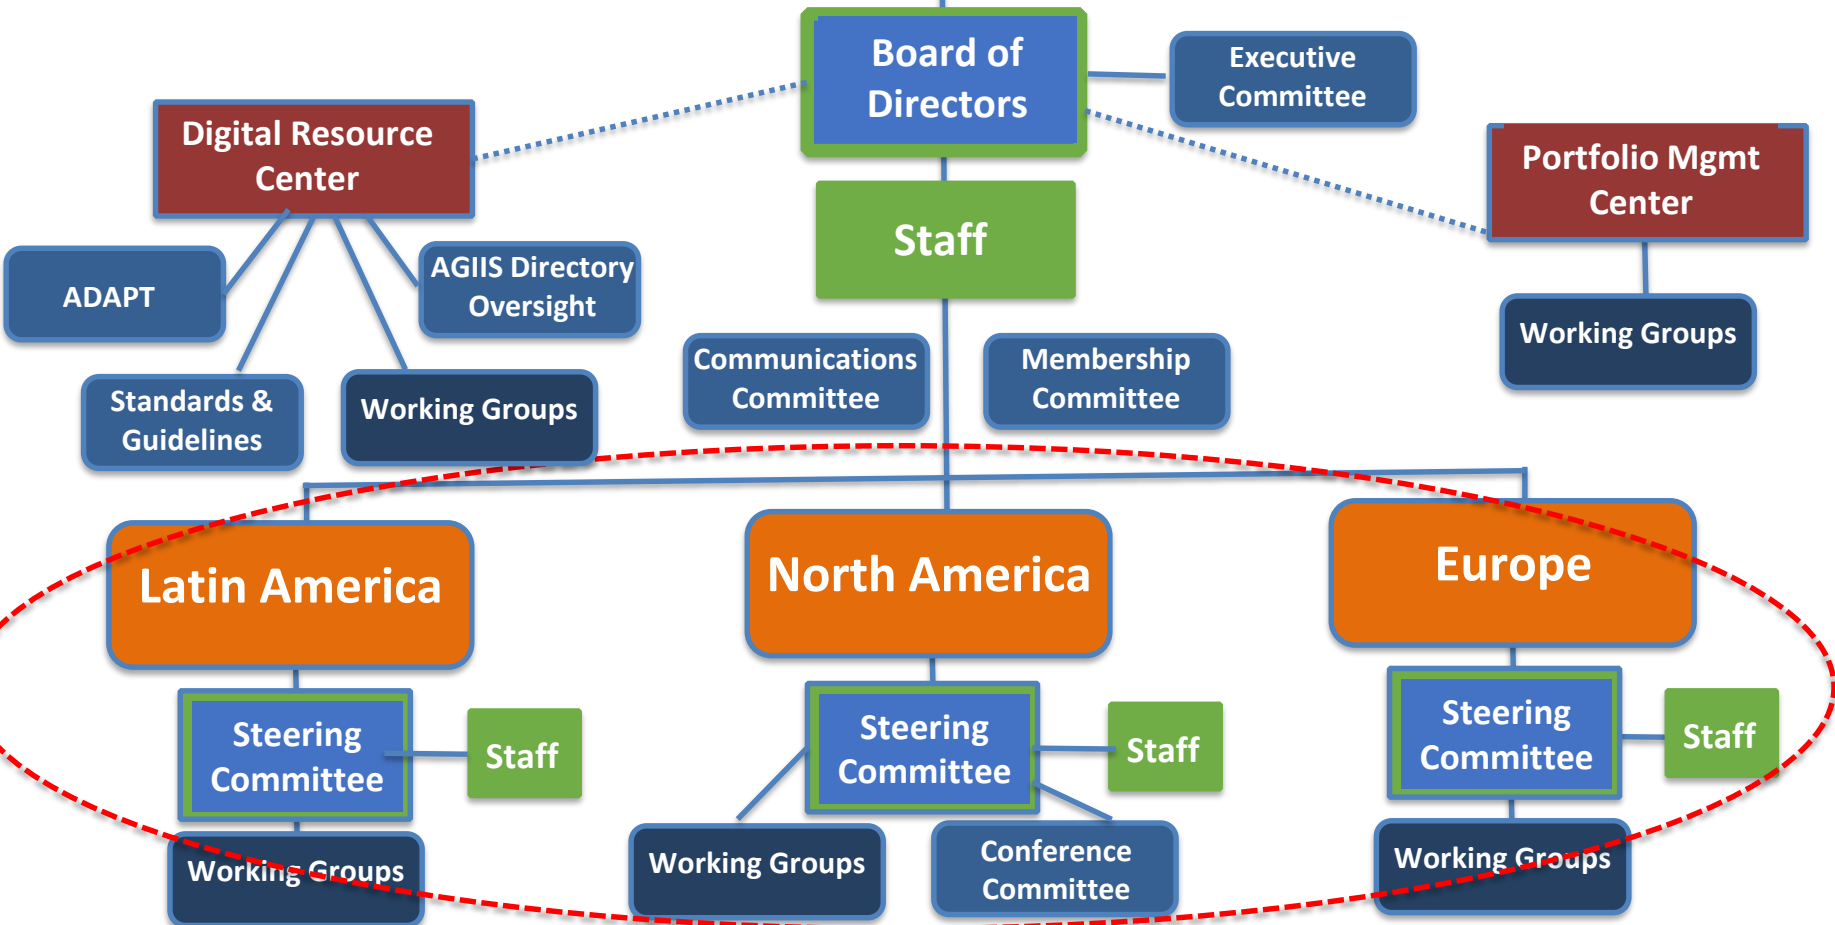 Board of
Directors
Executive
Committee
Digital Resource
Center
Portfolio Mgmt
Center
Staff
ADAPT
AGIIS Directory
Oversight
Working Groups
Communications
Committee
Membership
Committee
Standards &
Guidelines
Working Groups
Latin America
North America
Europe
Steering
Committee
Staff
Steering
Committee
Staff
Steering
Committee
Staff
Working Groups
Working Groups
Conference
Committee
Working Groups